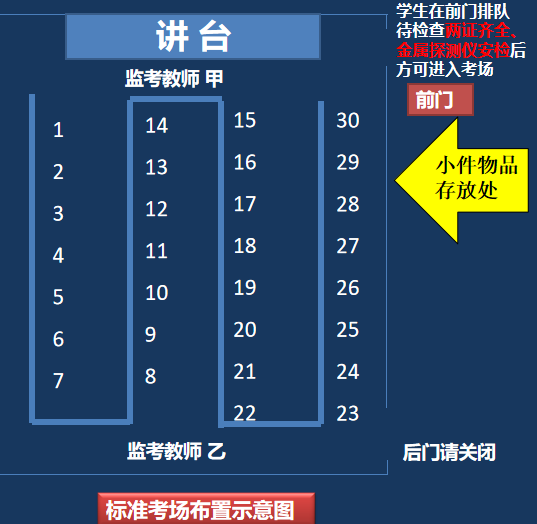 讲台
学生在前门排队
待检查两证齐全、
金属探测仪安检后
方可进入考场
监考教师 甲
前门
1 14 15 30
2 13 16 29
3 12 17 28
4 11 18 27
5 10 19 26
6 9 20 25
7 8 21 24
22 23
小件物品
存放处
监考教师 乙
后门请关闭
标准考场布置示意图